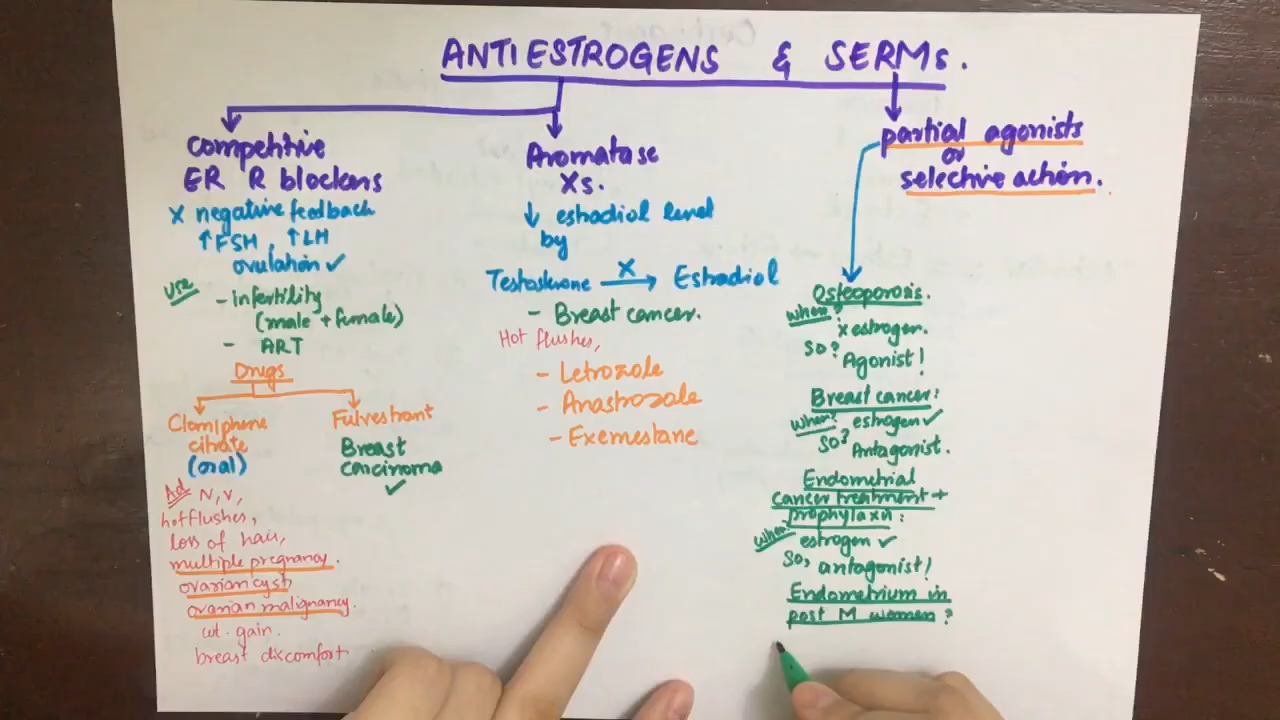 ANTIESTROGENS & SERMs.
Competitive
ER R blockers
X negative feedback
↑FSH, ↑LH
ovulation ✓
Use
- infertility
(male + female)
- ART
Drugs
Clomiphene
citrate
(oral)
Ad N, V,
hot flushes,
loss of hair,
multiple pregnancy.
ovarian cyst
ovarian malignancy.
wt. gain.
breast discomfort
Fulvestrant
Breast
carcinoma
✓
Aromatase
Xs.
↓ estradiol level
by
Testosterone X→ Estradiol
- Breast cancer.
Hot flushes,
- Letrozole
- Anastrozole
- Exemestane
partial agonists
or
selective action.
Osteoporosis.
when?
x estrogen.
So?
Agonist!
Breast cancer:
when? estrogen ✓
So? Antagonist.
Endometrial
cancer treatment +
prophylaxis:
when? estrogen ✓
So, antagonist!
Endometrium in
post M women?